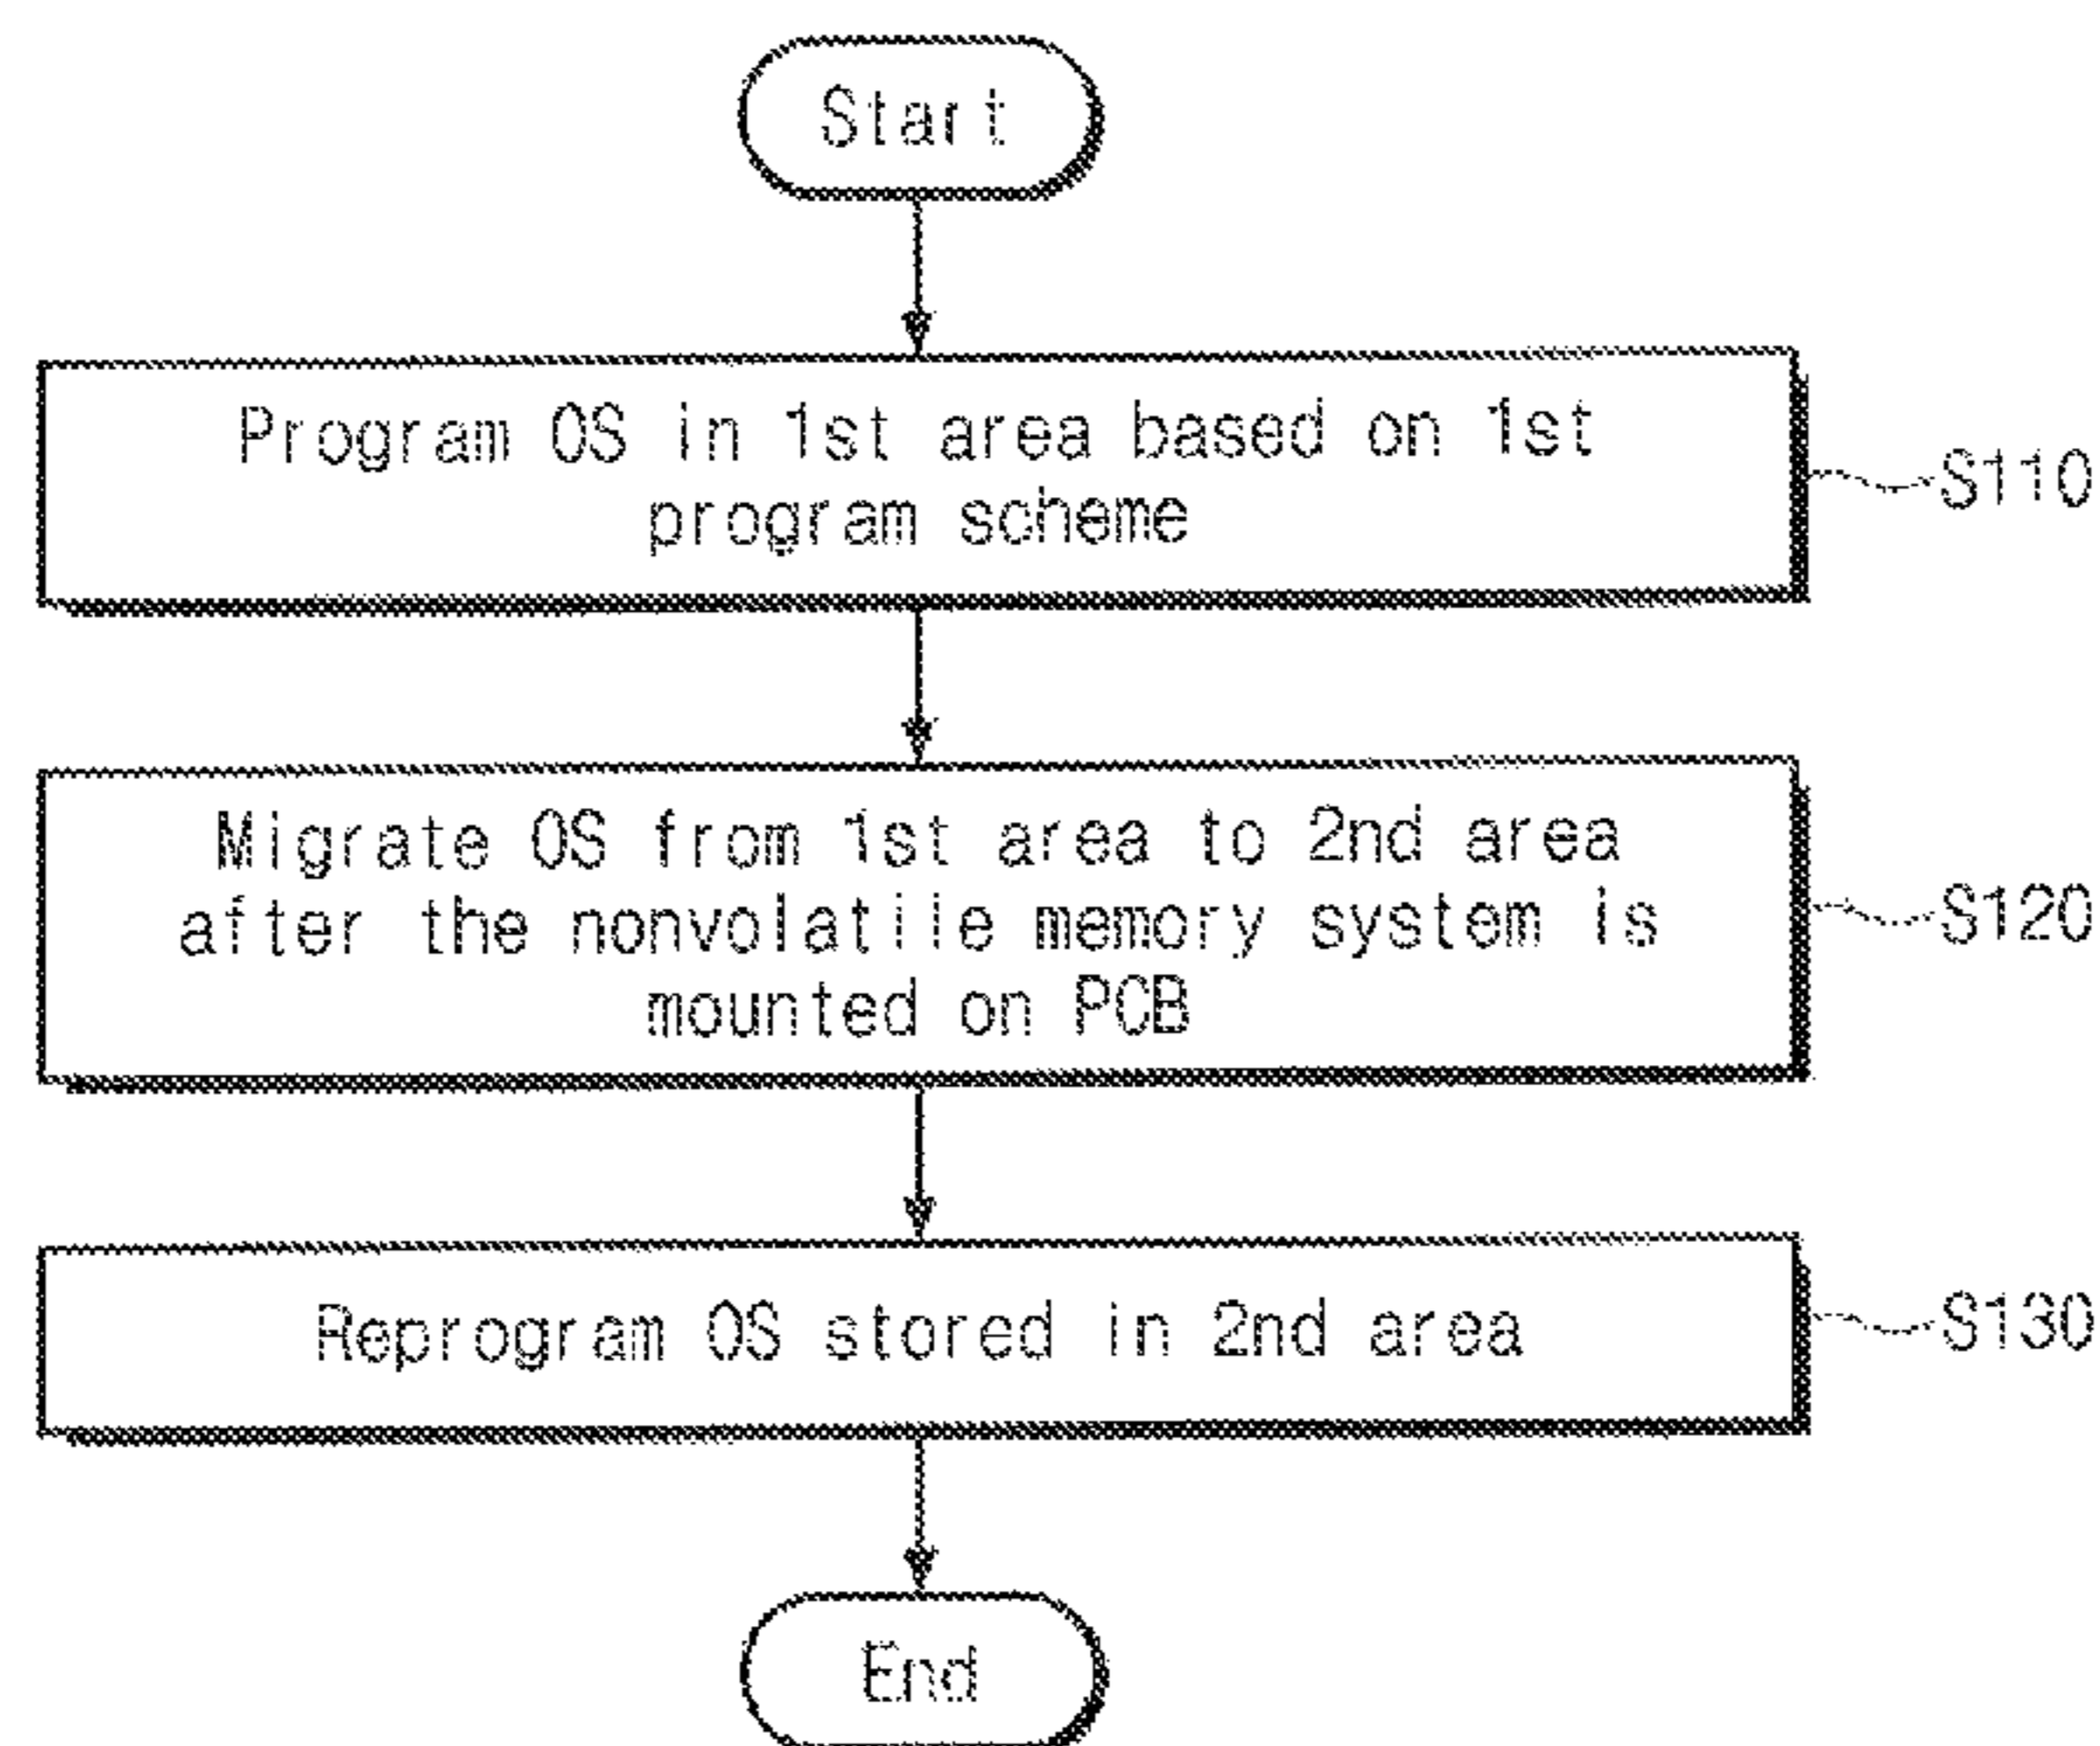 Start
Program OS in 1st area based on 1st
program scheme
S110
Migrate OS from 1st area to 2nd area
after the nonvolatile memory system is
mounted on PCB
S120
Reprogram OS stored in 2nd area
S130
End